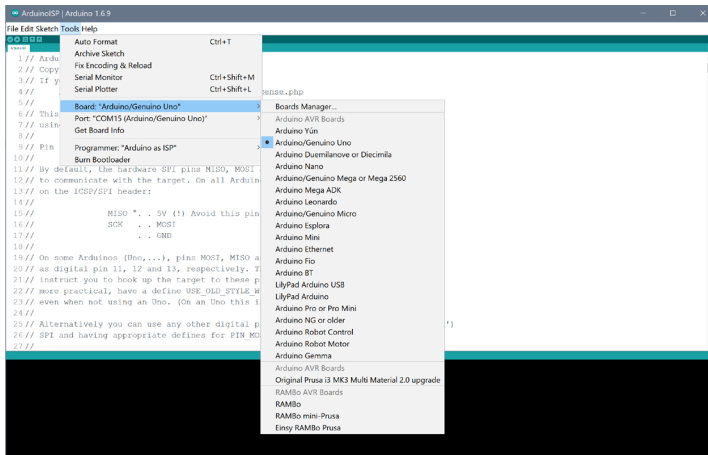 ArduinoISP | Arduino 1.6.9
File Edit Sketch Tools Help
Auto Format Ctrl+T
Archive Sketch
Fix Encoding & Reload
Serial Monitor Ctrl+Shift+M
Serial Plotter Ctrl+Shift+L
Board: "Arduino/Genuino Uno"
Port: "COM15 (Arduino/Genuino Uno)"
Get Board Info
Programmer: "Arduino as ISP"
Burn Bootloader
Boards Manager...
Arduino AVR Boards
Arduino Yún
Arduino/Genuino Uno
Arduino Duemilanove or Diecimila
Arduino Nano
Arduino/Genuino Mega or Mega 2560
Arduino Mega ADK
Arduino Leonardo
Arduino/Genuino Micro
Arduino Esplora
Arduino Mini
Arduino Ethernet
Arduino Fio
Arduino BT
LilyPad Arduino USB
LilyPad Arduino
Arduino Pro or Pro Mini
Arduino NG or older
Arduino Robot Control
Arduino Robot Motor
Arduino Gemma
Arduino AVR Boards
Original Prusa i3 MK3 Multi Material 2.0 upgrade
RAMBo AVR Boards
RAMBo
RAMBo mini-Prusa
Einsy RAMBo Prusa
1 // Ardu
2 // Copy
3 // If y
4 // ense.php
5 //
6 // This
7 // usin
8 //
9 // Pin
10 //
11 // By default, the hardware SPI pins MISO, MOSI
12 // to communicate with the target. On all Arduin
13 // on the ICSP/SPI header:
14 //
15 // MISO °. . 5V (!) Avoid this pin
16 // SCK . . MOSI
17 // . . GND
18 //
19 // On some Arduinos (Uno,...), pins MOSI, MISO a
20 // as digital pin 11, 12 and 13, respectively. T
21 // instruct you to hook up the target to these p
22 // more practical, have a define USE_OLD_STYLE_W
23 // even when not using an Uno. (On an Uno this i
24 //
25 // Alternatively you can use any other digital p ')
26 // SPI and having appropriate defines for PIN_MO
27 //